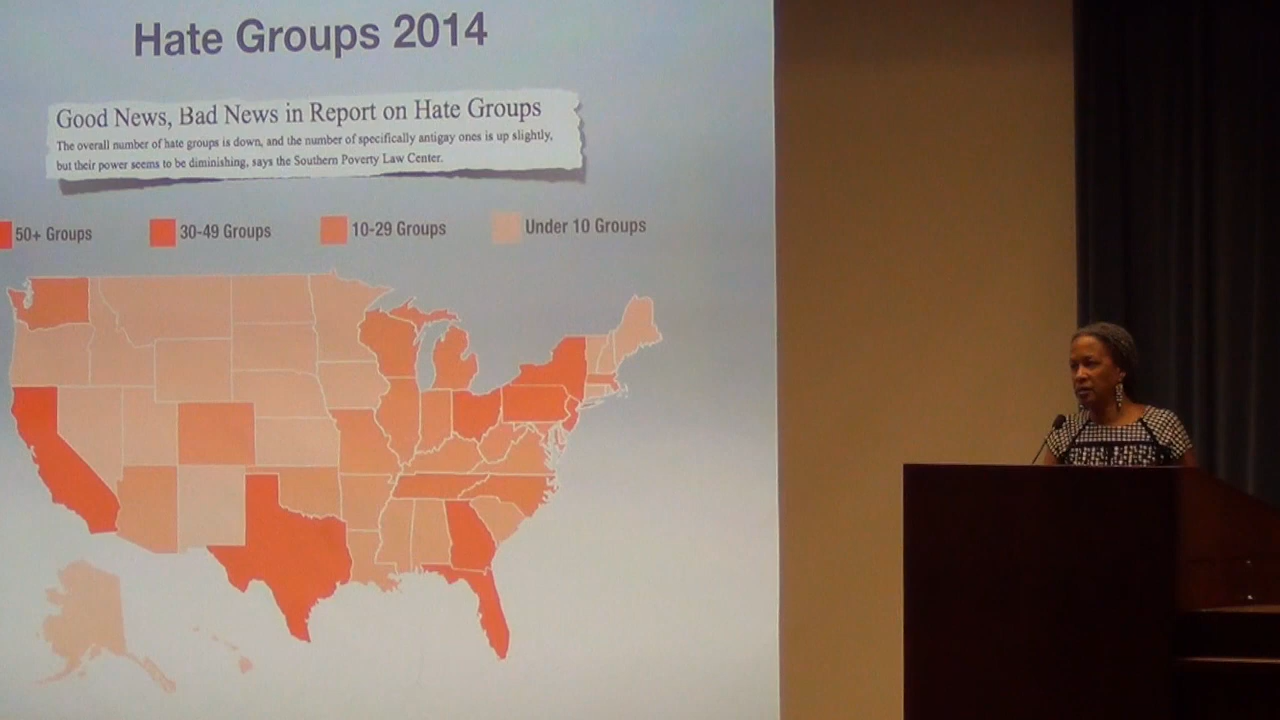 Hate Groups 2014
Good News, Bad News in Report on Hate Groups
The overall number of hate groups is down, and the number of specifically antigay ones is up slightly,
but their power seems to be diminishing, says the Southern Poverty Law Center.
50+ Groups 30-49 Groups 10-29 Groups Under 10 Groups